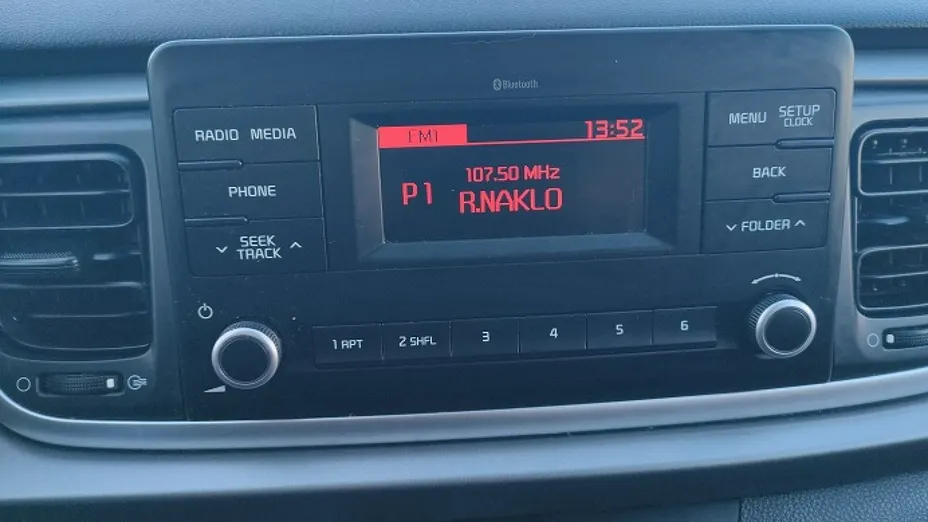 Bluetooth
RADIO MEDIA
PHONE
SEEK
TRACK
FM1
13:52
107.50 MHz
P1
R.NAKLO
MENU
SETUP
CLOCK
BACK
FOLDER
1 RPT
2 SHFL
3
4
5
6